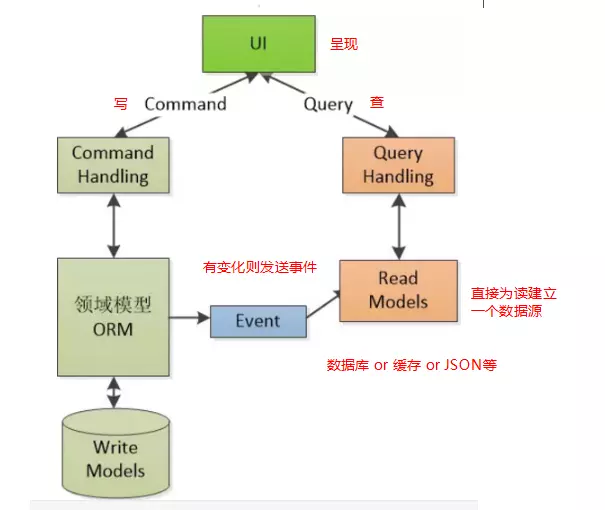 UI
呈现
写
Command
Query
查
Command
Handling
Query
Handling
有变化则发送事件
领域模型
ORM
Event
Read
Models
直接为读建立
一个数据源
数据库 or 缓存 or JSON等
Write
Models